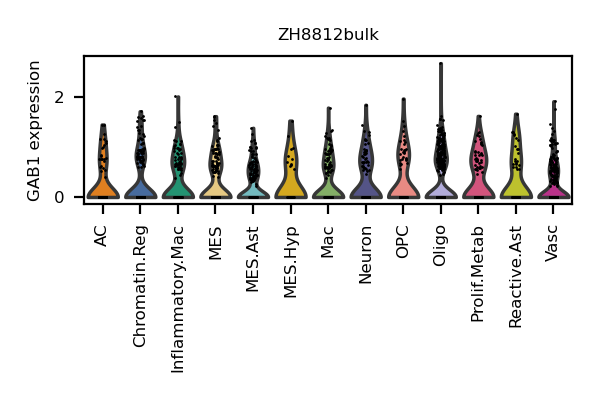 ZH8812bulk
GAB1 expression
2
0
AC
Chromatin.Reg
Inflammatory.Mac
MES
MES.Ast
MES.Hyp
Mac
Neuron
OPC
Oligo
Prolif.Metab
Reactive.Ast
Vasc